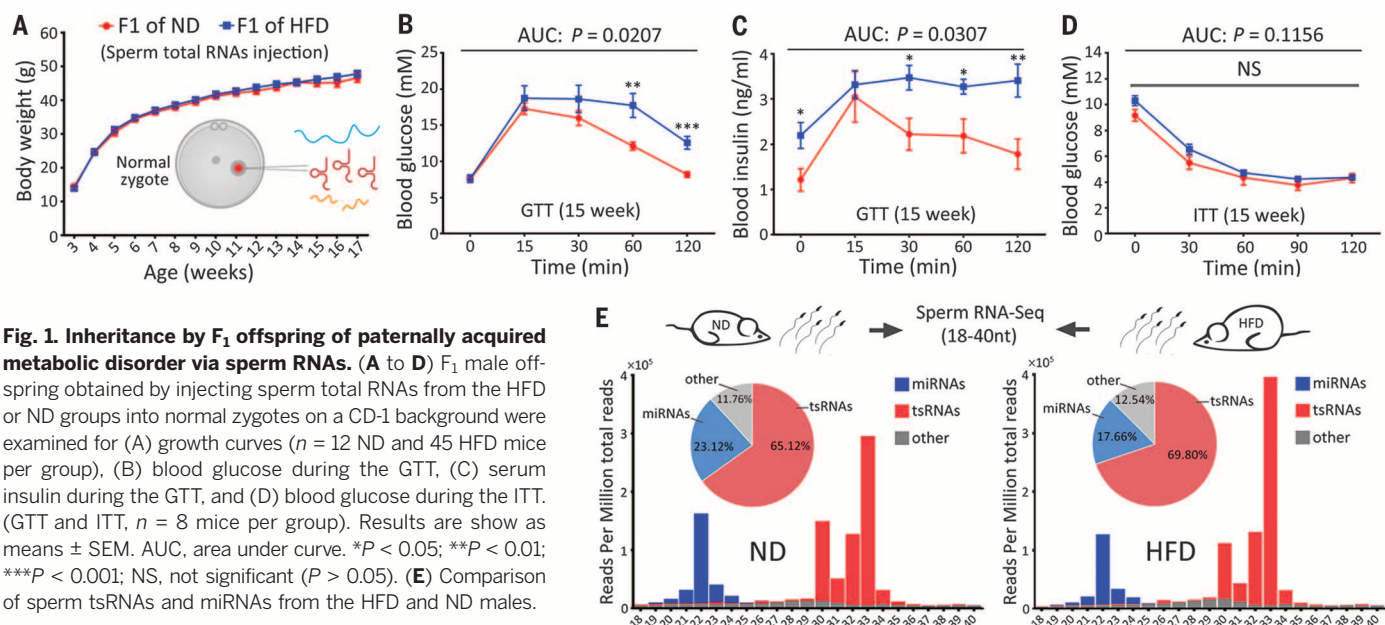 A
F1 of ND
F1 of HFD
(Sperm total RNAs injection)
Body weight (g)
60
50
40
30
20
10
0
Normal
zygote
3 4 5 6 7 8 9 10 11 12 13 14 15 16 17
Age (weeks)
B
AUC: P = 0.0207
Blood glucose (mM)
25
20
15
10
5
0
**
***
GTT (15 week)
0 15 30 60 120
Time (min)
C
AUC: P = 0.0307
Blood insulin (ng/ml)
4
3
2
1
0
* * * **
GTT (15 week)
0 15 30 60 120
Time (min)
D
AUC: P = 0.1156
NS
Blood glucose (mM)
14
12
10
8
6
4
2
0
ITT (15 week)
0 30 60 90 120
Time (min)
Fig. 1. Inheritance by F1 offspring of paternally acquired
metabolic disorder via sperm RNAs. (A to D) F1 male off-
spring obtained by injecting sperm total RNAs from the HFD
or ND groups into normal zygotes on a CD-1 background were
examined for (A) growth curves (n = 12 ND and 45 HFD mice
per group), (B) blood glucose during the GTT, (C) serum
insulin during the GTT, and (D) blood glucose during the ITT.
(GTT and ITT, n = 8 mice per group). Results are show as
means ± SEM. AUC, area under curve. *P < 0.05; **P < 0.01;
***P < 0.001; NS, not significant (P > 0.05). (E) Comparison
of sperm tsRNAs and miRNAs from the HFD and ND males.
E
ND
Sperm RNA-Seq
(18-40nt)
HFD
×10⁵
Reads Per Million total reads
4
3
2
1
0
other
11.76%
miRNAs
23.12%
tsRNAs
65.12%
miRNAs
tsRNAs
other
ND
18 19 20 21 22 23 24 25 26 27 28 29 30 31 32 33 34 35 36 37 38 39 40
×10⁵
Reads Per Million total reads
4
3
2
1
0
other
12.54%
miRNAs
17.66%
tsRNAs
69.80%
miRNAs
tsRNAs
other
HFD
18 19 20 21 22 23 24 25 26 27 28 29 30 31 32 33 34 35 36 37 38 39 40